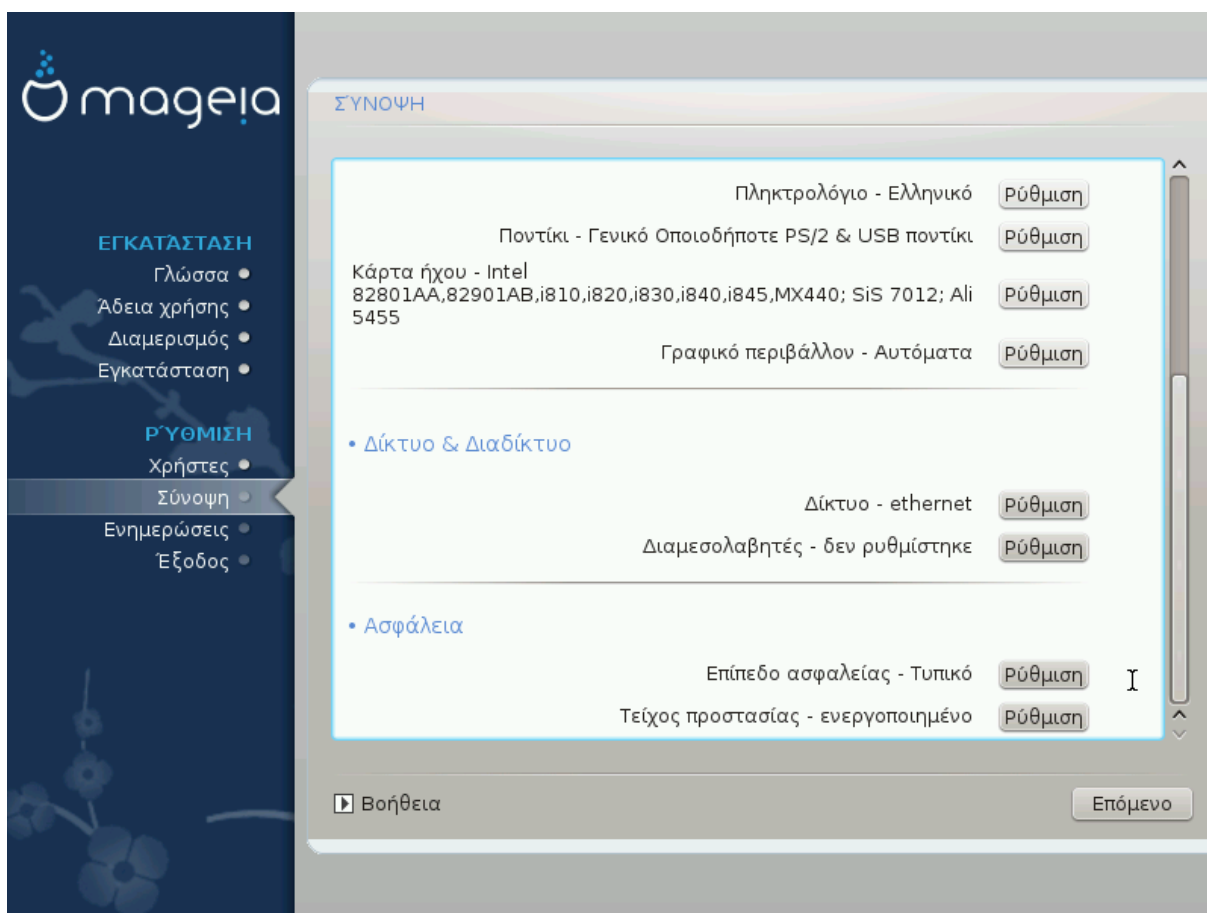 mageia
ΕΓΚΑΤΆΣΤΑΣΗ
Γλώσσα
Άδεια χρήσης
Διαμερισμός
Εγκατάσταση
ΡΎΘΜΙΣΗ
Χρήστες
Σύνοψη
Ενημερώσεις
Έξοδος
ΣΎΝΟΨΗ
Πληκτρολόγιο - Ελληνικό Ρύθμιση
Ποντίκι - Γενικό Οποιοδήποτε PS/2 & USB ποντίκι Ρύθμιση
Κάρτα ήχου - Intel
82801AA,82901AB,i810,i820,i830,i840,i845,MX440; SiS 7012; Ali Ρύθμιση
5455
Γραφικό περιβάλλον - Αυτόματα Ρύθμιση
• Δίκτυο & Διαδίκτυο
Δίκτυο - ethernet Ρύθμιση
Διαμεσολαβητές - δεν ρυθμίστηκε Ρύθμιση
• Ασφάλεια
Επίπεδο ασφαλείας - Τυπικό Ρύθμιση
Τείχος προστασίας - ενεργοποιημένο Ρύθμιση
Βοήθεια
Επόμενο